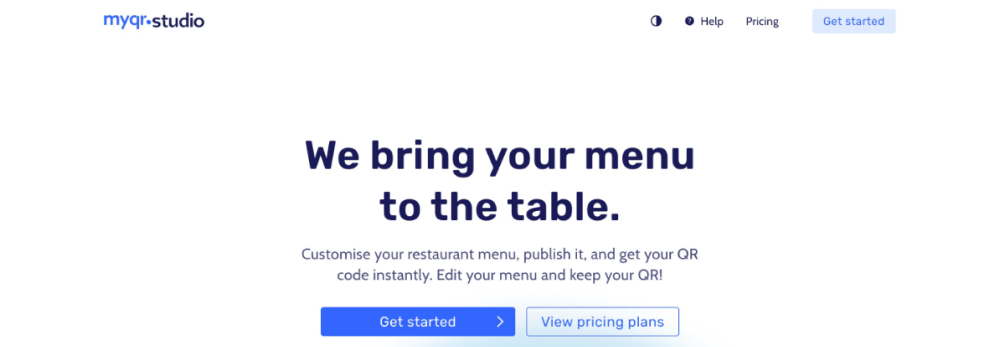 myqr.studio
Help
Pricing
Get started
We bring your menu
to the table.
Customise your restaurant menu, publish it, and get your QR
code instantly. Edit your menu and keep your QR!
Get started
View pricing plans